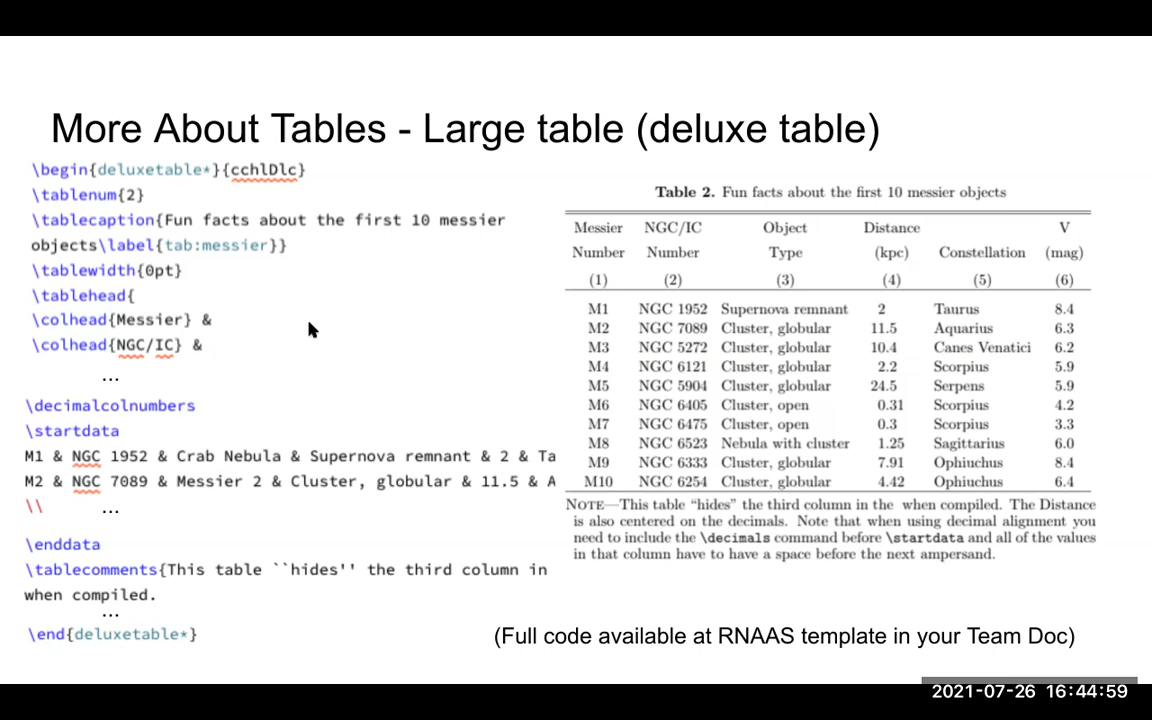 More About Tables - Large table (deluxe table)
\begin{deluxetable*}{cchlDlc}
\tablenum{2}
\tablecaption{Fun facts about the first 10 messier
objects\label{tab:messier}}
\tablewidth{0pt}
\tablehead{
\colhead{Messier} &
\colhead{NGC/IC} &
...
\decimalcolnumbers
\startdata
M1 & NGC 1952 & Crab Nebula & Supernova remnant & 2 & Ta
M2 & NGC 7089 & Messier 2 & Cluster, globular & 11.5 & A
\\ ...
\enddata
\tablecomments{This table ``hides'' the third column in
when compiled.
...
\end{deluxetable*}
Table 2. Fun facts about the first 10 messier objects
Messier NGC/IC Object Distance V
Number Number Type (kpc) Constellation (mag)
(1) (2) (3) (4) (5) (6)
M1 NGC 1952 Supernova remnant 2 Taurus 8.4
M2 NGC 7089 Cluster, globular 11.5 Aquarius 6.3
M3 NGC 5272 Cluster, globular 10.4 Canes Venatici 6.2
M4 NGC 6121 Cluster, globular 2.2 Scorpius 5.9
M5 NGC 5904 Cluster, globular 24.5 Serpens 5.9
M6 NGC 6405 Cluster, open 0.31 Scorpius 4.2
M7 NGC 6475 Cluster, open 0.3 Scorpius 3.3
M8 NGC 6523 Nebula with cluster 1.25 Sagittarius 6.0
M9 NGC 6333 Cluster, globular 7.91 Ophiuchus 8.4
M10 NGC 6254 Cluster, globular 4.42 Ophiuchus 6.4
NOTE—This table "hides" the third column in the when compiled. The Distance
is also centered on the decimals. Note that when using decimal alignment you
need to include the \decimals command before \startdata and all of the values
in that column have to have a space before the next ampersand.
(Full code available at RNAAS template in your Team Doc)
2021-07-26 16:44:59